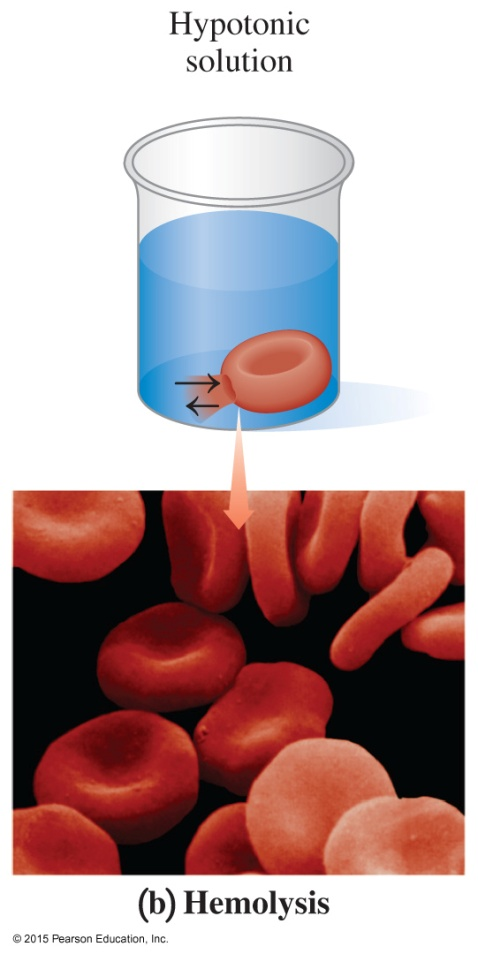 Hypotonic
solution
(b) Hemolysis
© 2015 Pearson Education, Inc.